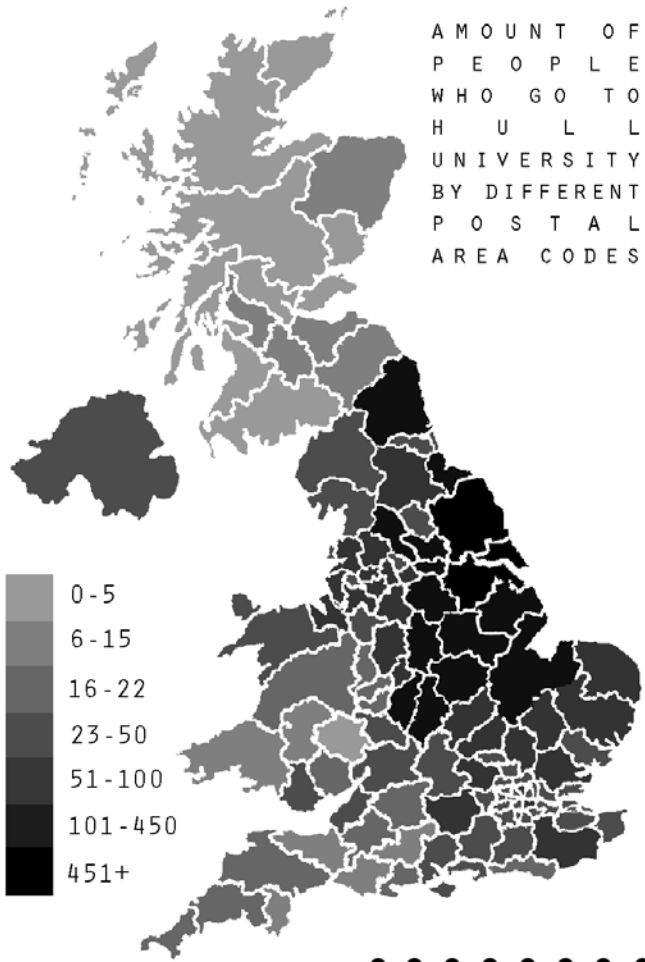 AMOUNT OF
PEOPLE
WHO GO TO
HULL
UNIVERSITY
BY DIFFERENT
POSTAL
AREA CODES
0-5
6-15
16-22
23-50
51-100
101-450
451+